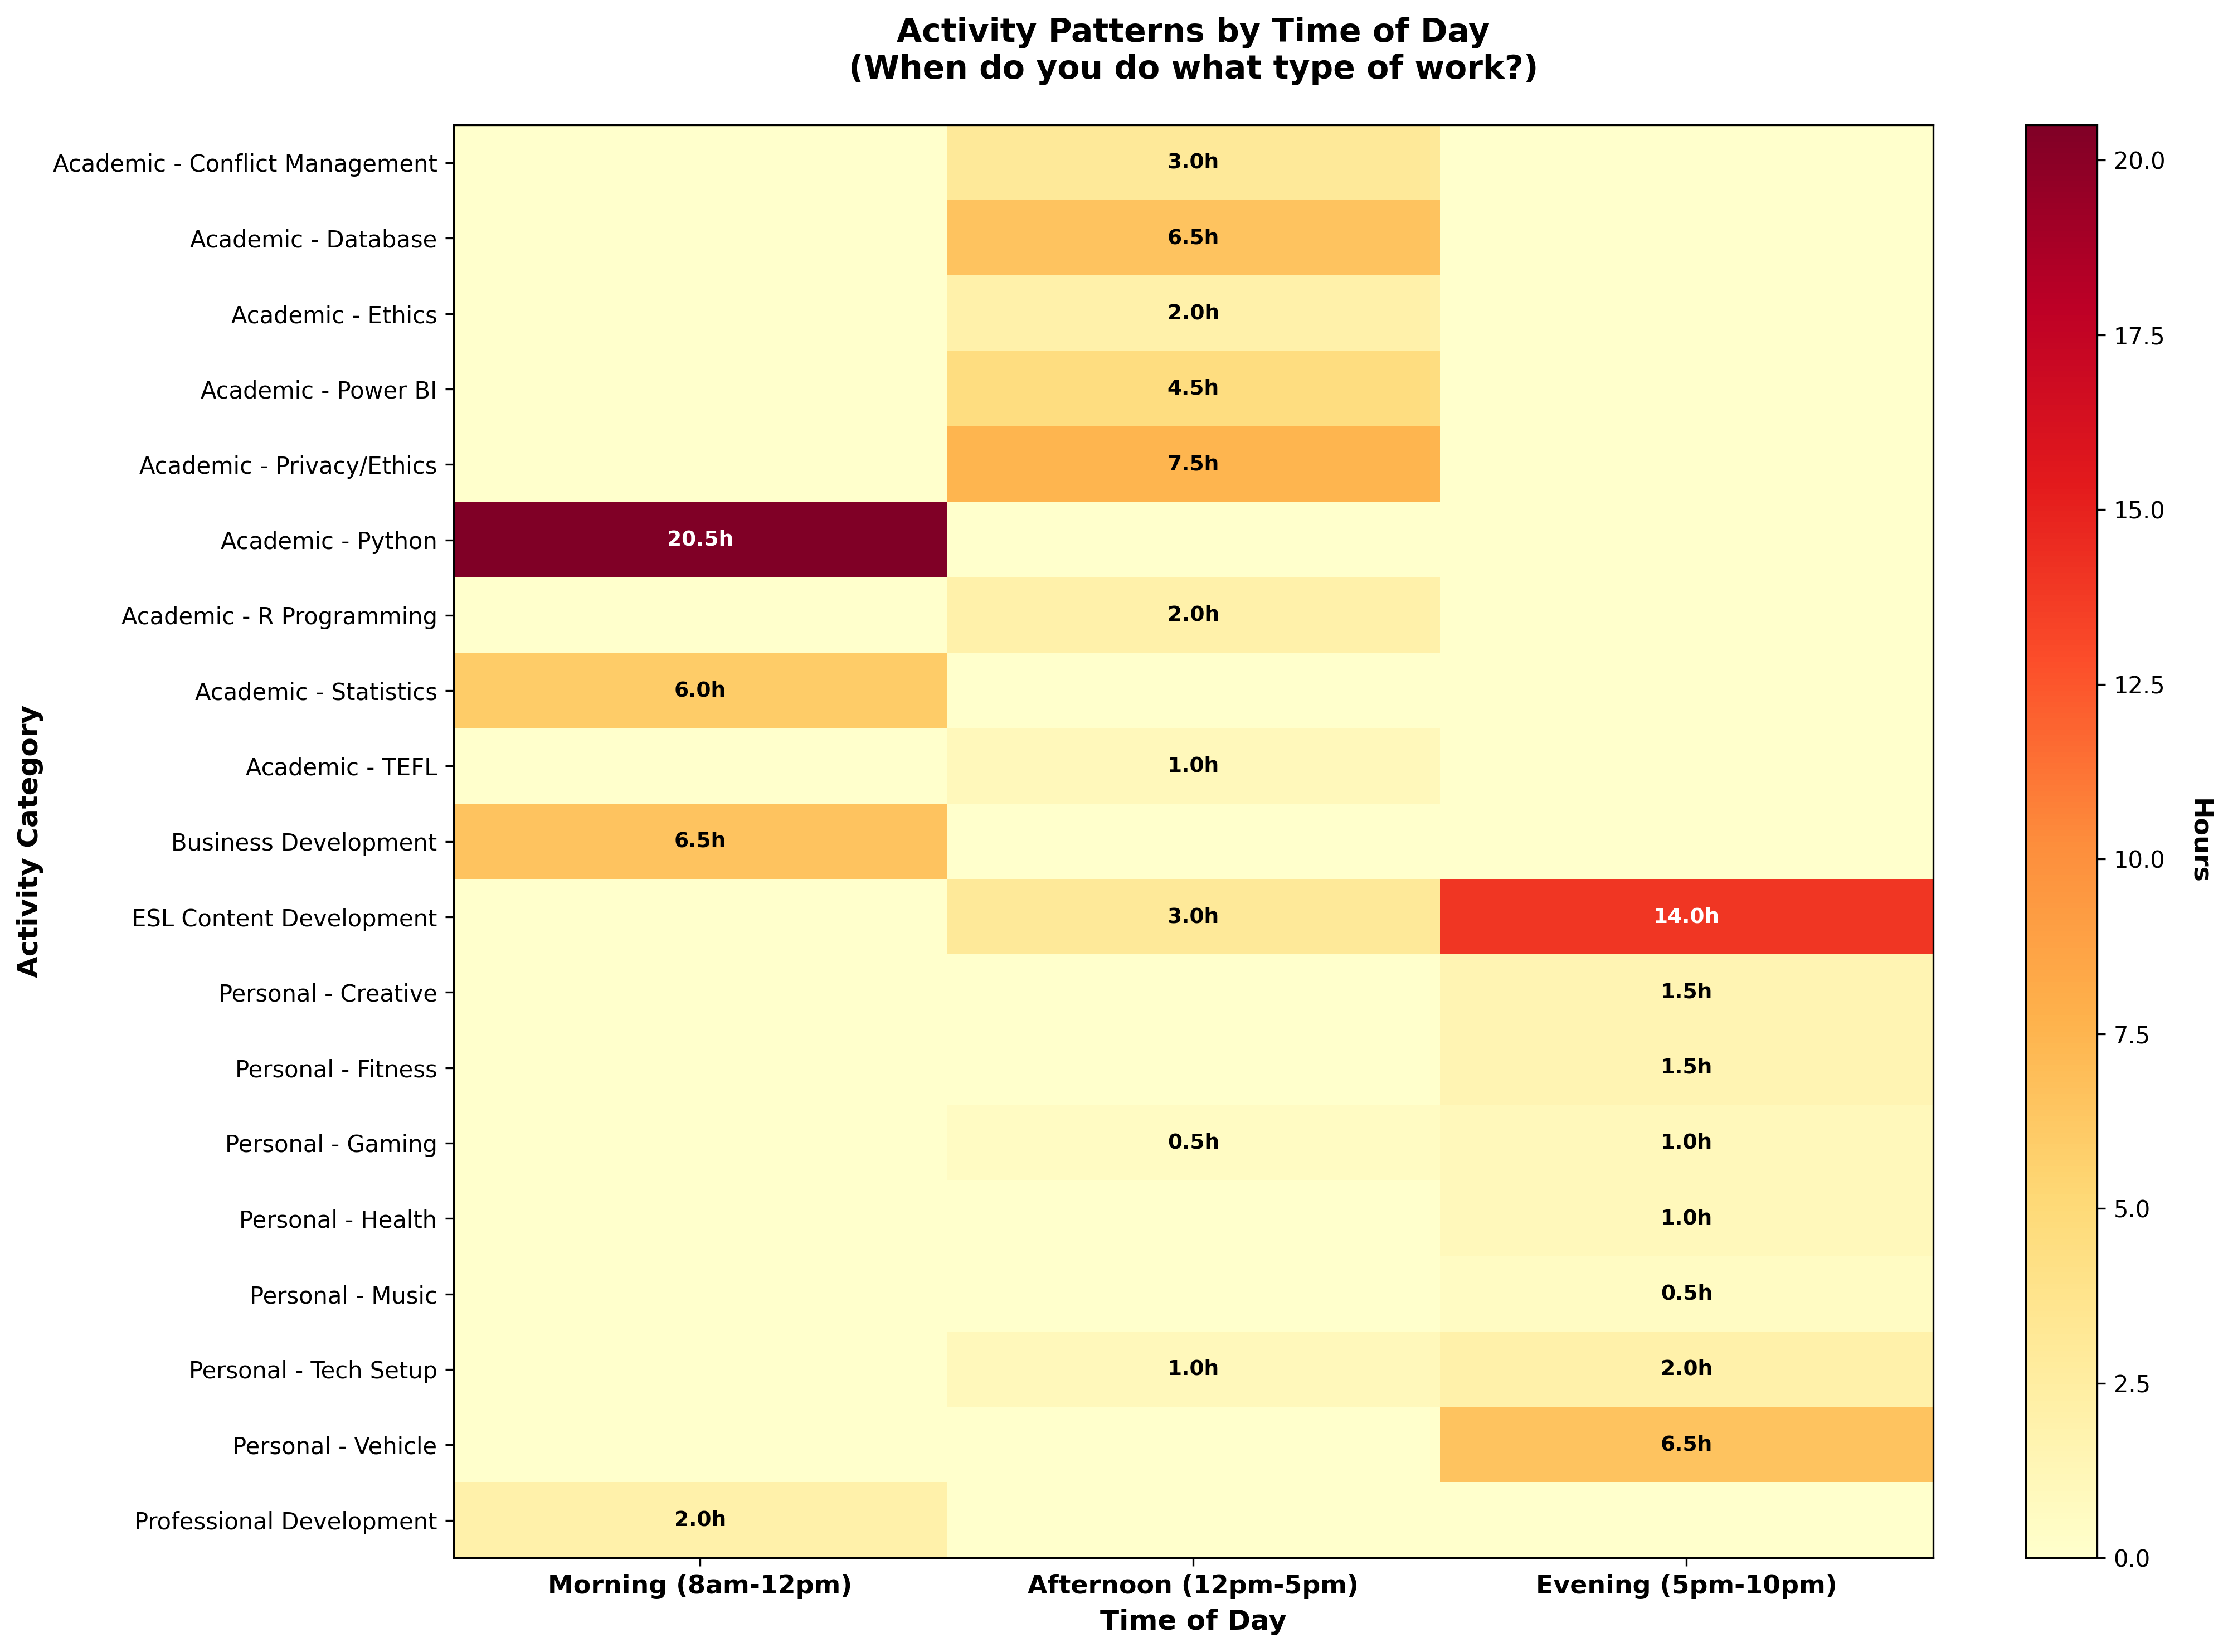 Activity Patterns by Time of Day
(When do you do what type of work?)
Academic - Conflict Management
3.0h
Academic - Database
6.5h
Academic - Ethics
2.0h
Academic - Power BI
4.5h
Academic - Privacy/Ethics
7.5h
Academic - Python
20.5h
Academic - R Programming
2.0h
Academic - Statistics
6.0h
Academic - TEFL
1.0h
Business Development
6.5h
ESL Content Development
3.0h
14.0h
Personal - Creative
1.5h
Personal - Fitness
1.5h
Personal - Gaming
0.5h
1.0h
Personal - Health
1.0h
Personal - Music
0.5h
Personal - Tech Setup
1.0h
2.0h
Personal - Vehicle
6.5h
Professional Development
2.0h
Activity Category
Morning (8am-12pm)
Afternoon (12pm-5pm)
Evening (5pm-10pm)
Time of Day
20.0
17.5
15.0
12.5
10.0
7.5
5.0
2.5
0.0
Hours